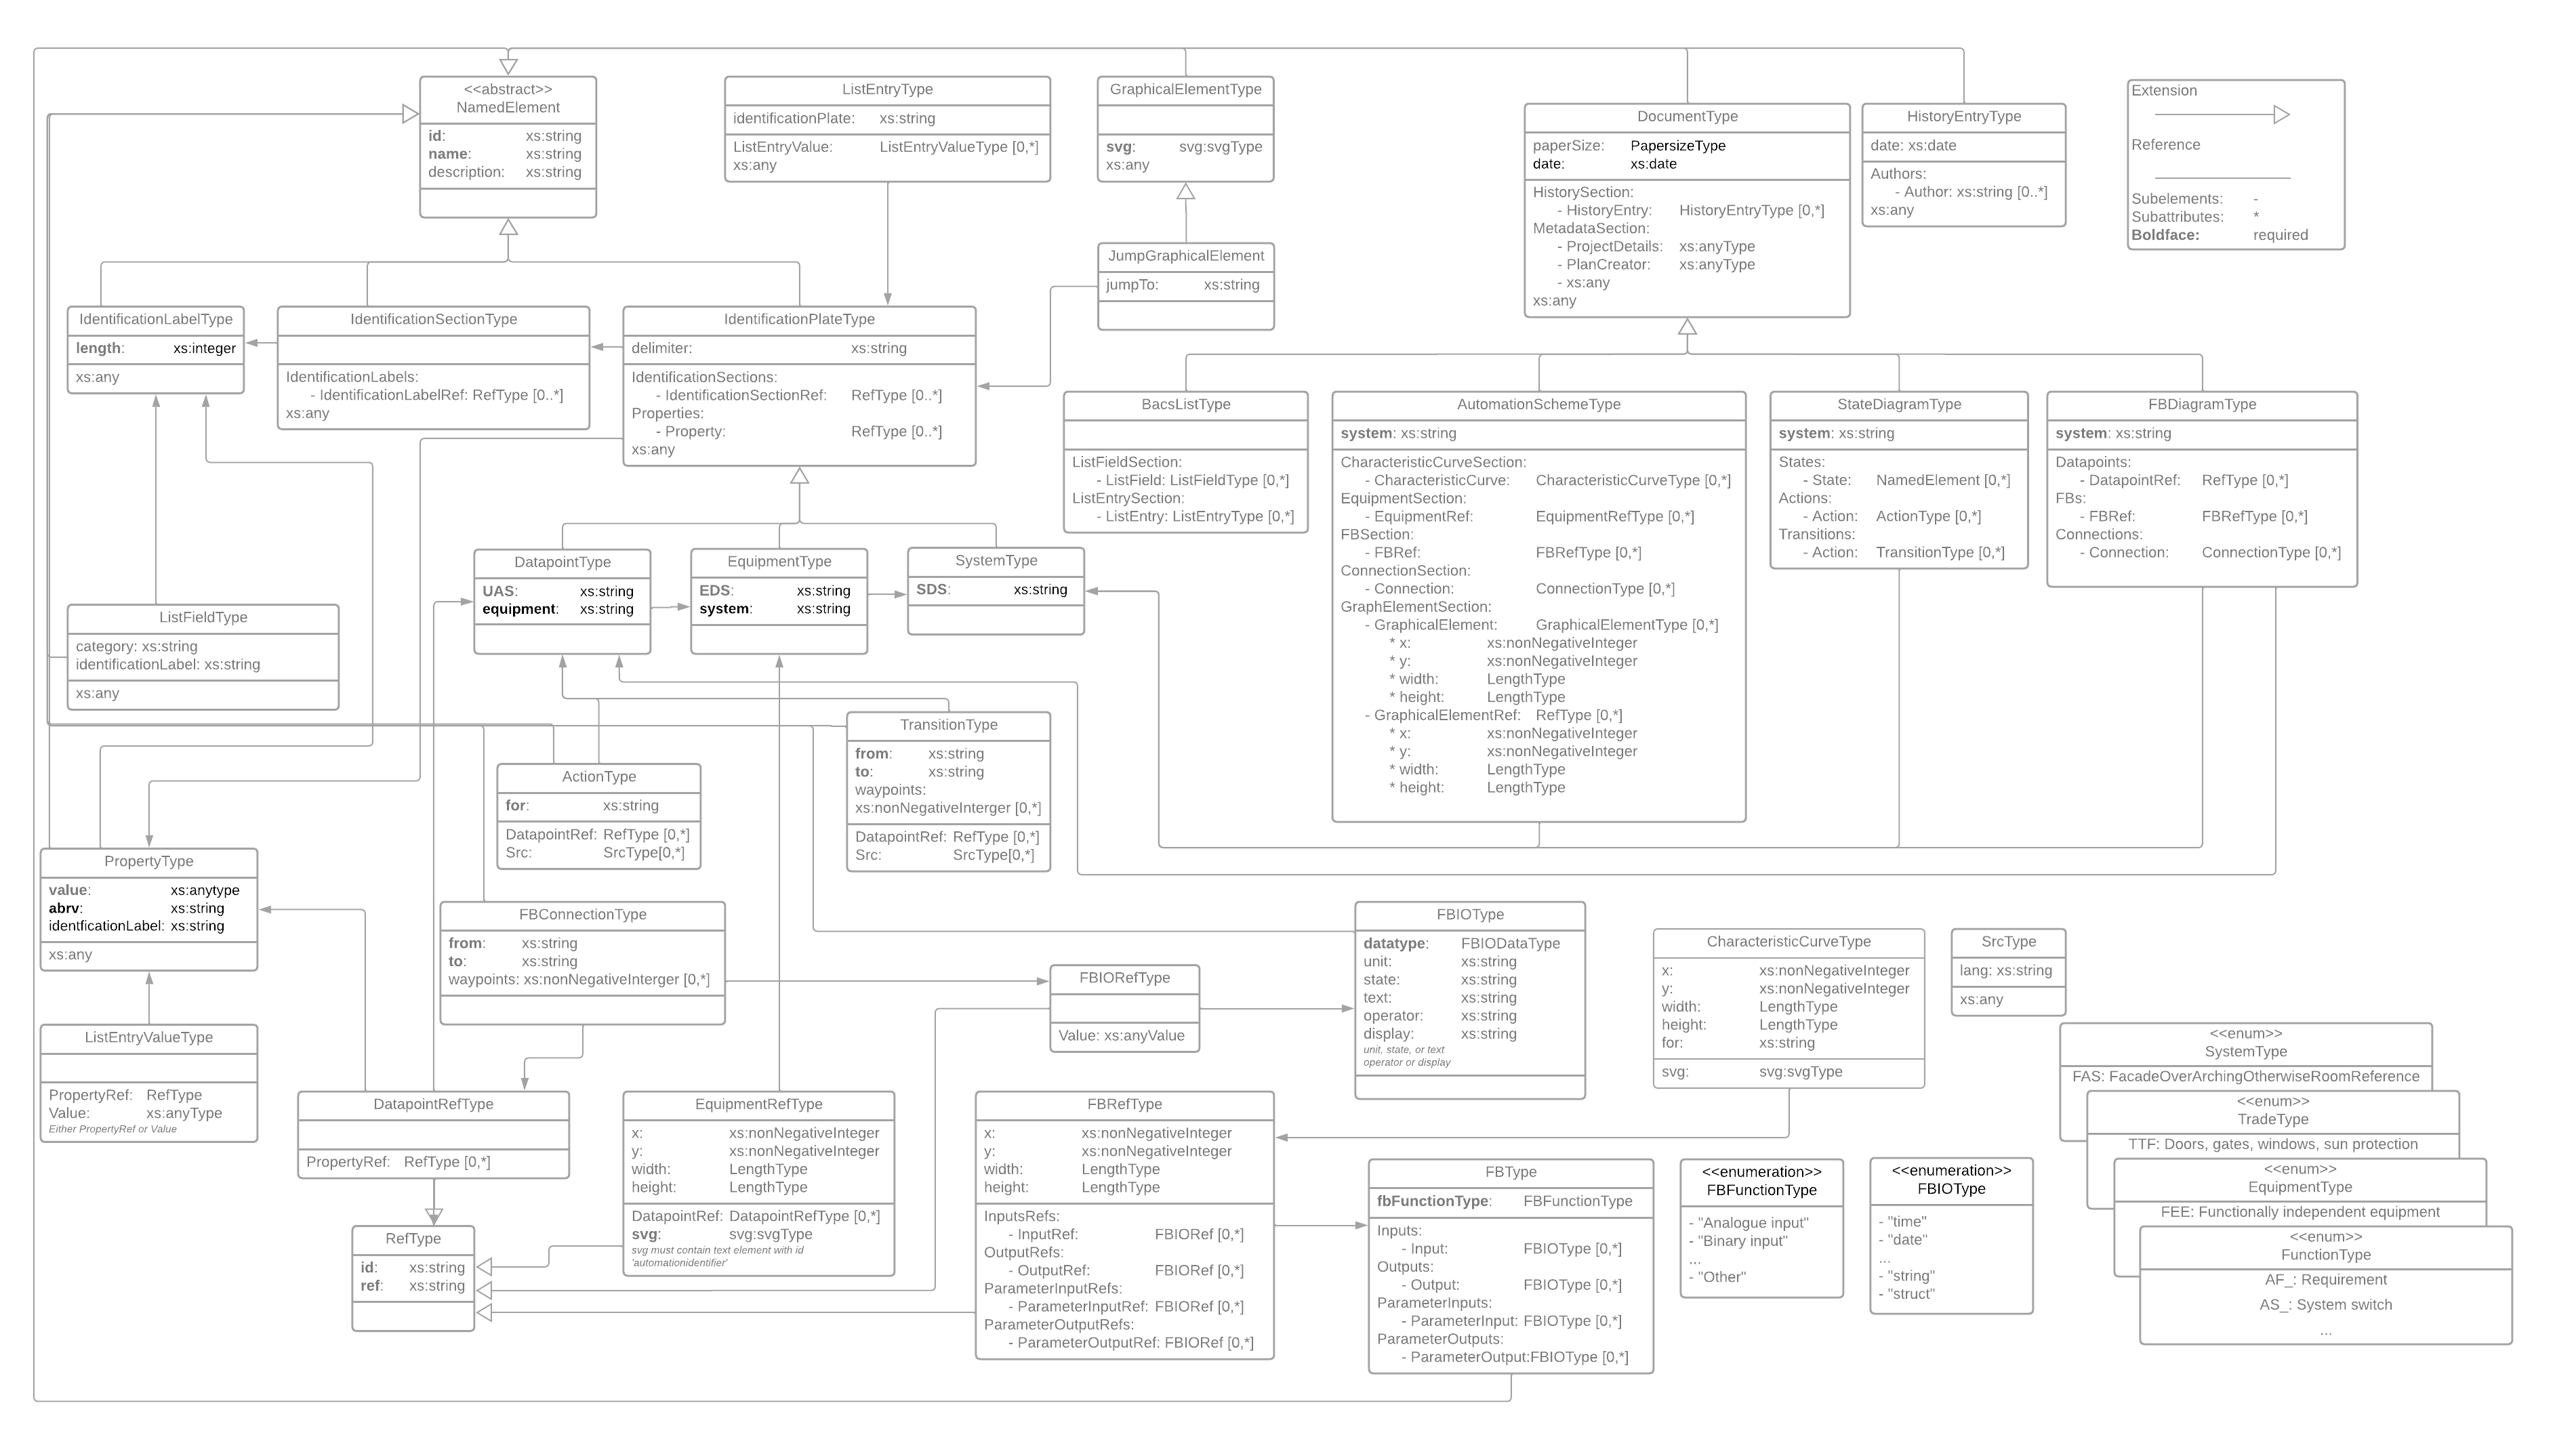 <<abstract>>
NamedElement
id: xs:string
name: xs:string
description: xs:string
ListEntryType
identificationPlate: xs:string
ListEntryValue: ListEntryValueType [0,*]
xs:any
GraphicalElementType
svg: svg:svgType
xs:any
DocumentType
paperSize: PapersizeType
date: xs:date
HistorySection:
- HistoryEntry: HistoryEntryType [0,*]
MetadataSection:
- ProjectDetails: xs:anyType
- PlanCreator: xs:anyType
- xs:any
xs:any
HistoryEntryType
date: xs:date
Authors:
- Author: xs:string [0..*]
xs:any
Extension
Reference
Subelements: -
Subattributes: *
Boldface: required
JumpGraphicalElement
jumpTo: xs:string
IdentificationLabelType
length: xs:integer
xs:any
IdentificationSectionType
IdentificationLabels:
- IdentificationLabelRef: RefType [0..*]
xs:any
IdentificationPlateType
delimiter: xs:string
IdentificationSections:
- IdentificationSectionRef: RefType [0..*]
Properties:
- Property: RefType [0..*]
xs:any
BacsListType
ListFieldSection:
- ListField: ListFieldType [0,*]
ListEntrySection:
- ListEntry: ListEntryType [0,*]
AutomationSchemeType
system: xs:string
CharacteristicCurveSection:
- CharacteristicCurve: CharacteristicCurveType [0,*]
EquipmentSection:
- EquipmentRef: EquipmentRefType [0,*]
FBSection:
- FBRef: FBRefType [0,*]
ConnectionSection:
- Connection: ConnectionType [0,*]
GraphElementSection:
- GraphicalElement: GraphicalElementType [0,*]
* x: xs:nonNegativeInteger
* y: xs:nonNegativeInteger
* width: LengthType
* height: LengthType
- GraphicalElementRef: RefType [0,*]
* x: xs:nonNegativeInteger
* y: xs:nonNegativeInteger
* width: LengthType
* height: LengthType
StateDiagramType
system: xs:string
States:
- State: NamedElement [0,*]
Actions:
- Action: ActionType [0,*]
Transitions:
- Action: TransitionType [0,*]
FBDiagramType
system: xs:string
Datapoints:
- DatapointRef: RefType [0,*]
FBs:
- FBRef: FBRefType [0,*]
Connections:
- Connection: ConnectionType [0,*]
DatapointType
UAS: xs:string
equipment: xs:string
EquipmentType
EDS: xs:string
system: xs:string
SystemType
SDS: xs:string
ListFieldType
category: xs:string
identificationLabel: xs:string
xs:any
TransitionType
from: xs:string
to: xs:string
waypoints:
xs:nonNegativeInterger [0,*]
DatapointRef: RefType [0,*]
Src: SrcType[0,*]
ActionType
for: xs:string
DatapointRef: RefType [0,*]
Src: SrcType[0,*]
PropertyType
value: xs:anytype
abrv: xs:string
identficationLabel: xs:string
xs:any
FBConnectionType
from: xs:string
to: xs:string
waypoints: xs:nonNegativeInterger [0,*]
FBIORefType
Value: xs:anyValue
FBIOType
datatype: FBIODataType
unit: xs:string
state: xs:string
text: xs:string
operator: xs:string
display: xs:string
unit, state, or text
operator or display
CharacteristicCurveType
x: xs:nonNegativeInteger
y: xs:nonNegativeInteger
width: LengthType
height: LengthType
for: xs:string
svg: svg:svgType
SrcType
lang: xs:string
xs:any
ListEntryValueType
PropertyRef: RefType
Value: xs:anyType
Either PropertyRef or Value
DatapointRefType
PropertyRef: RefType [0,*]
EquipmentRefType
x: xs:nonNegativeInteger
y: xs:nonNegativeInteger
width: LengthType
height: LengthType
DatapointRef: DatapointRefType [0,*]
svg: svg:svgType
svg must contain text element with id
'automationidentifier'
FBRefType
x: xs:nonNegativeInteger
y: xs:nonNegativeInteger
width: LengthType
height: LengthType
InputsRefs:
- InputRef: FBIORef [0,*]
OutputRefs:
- OutputRef: FBIORef [0,*]
ParameterInputRefs:
- ParameterInputRef: FBIORef [0,*]
ParameterOutputRefs:
- ParameterOutputRef: FBIORef [0,*]
RefType
id: xs:string
ref: xs:string
FBType
fbFunctionType: FBFunctionType
Inputs:
- Input: FBIOType [0,*]
Outputs:
- Output: FBIOType [0,*]
ParameterInputs:
- ParameterInput: FBIOType [0,*]
ParameterOutputs:
- ParameterOutput:FBIOType [0,*]
<<enumeration>>
FBFunctionType
- "Analogue input"
- "Binary input"
...
- "Other"
<<enumeration>>
FBIOType
- "time"
- "date"
...
- "string"
- "struct"
<<enum>>
SystemType
FAS: FacadeOverArchingOtherwiseRoomReference
<<enum>>
TradeType
TTF: Doors, gates, windows, sun protection
<<enum>>
EquipmentType
FEE: Functionally independent equipment
<<enum>>
FunctionType
AF_: Requirement
AS_: System switch
...